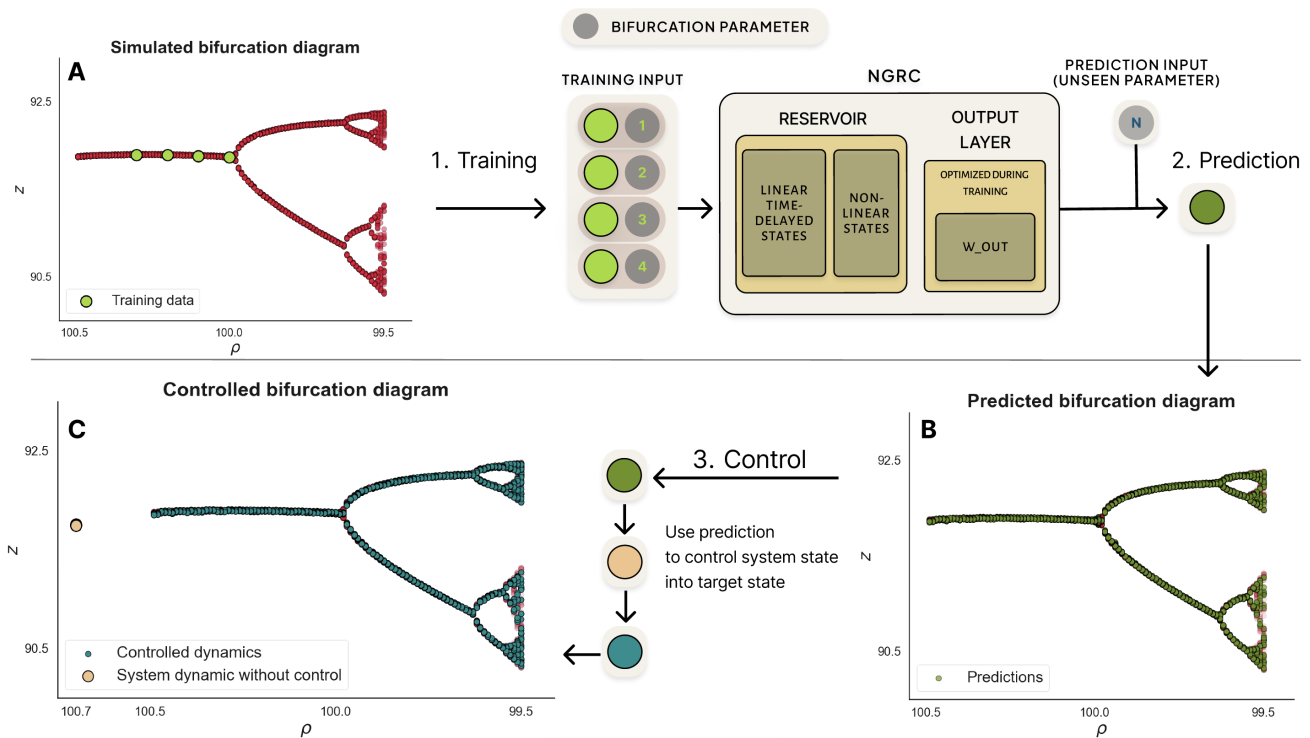 BIFURCATION PARAMETER
Simulated bifurcation diagram
A
92.5
z
90.5
Training data
100.5
100.0
99.5
ρ
1. Training
TRAINING INPUT
1
2
3
4
NGRC
RESERVOIR
LINEAR
TIME-
DELAYED
STATES
NON-
LINEAR
STATES
OUTPUT
LAYER
OPTIMIZED DURING
TRAINING
W_OUT
PREDICTION INPUT
(UNSEEN PARAMETER)
N
2. Prediction
Controlled bifurcation diagram
C
92.5
z
90.5
Controlled dynamics
System dynamic without control
100.7
100.5
100.0
99.5
ρ
3. Control
Use prediction
to control system state
into target state
Predicted bifurcation diagram
B
92.5
z
90.5
Predictions
100.5
100.0
99.5
ρ